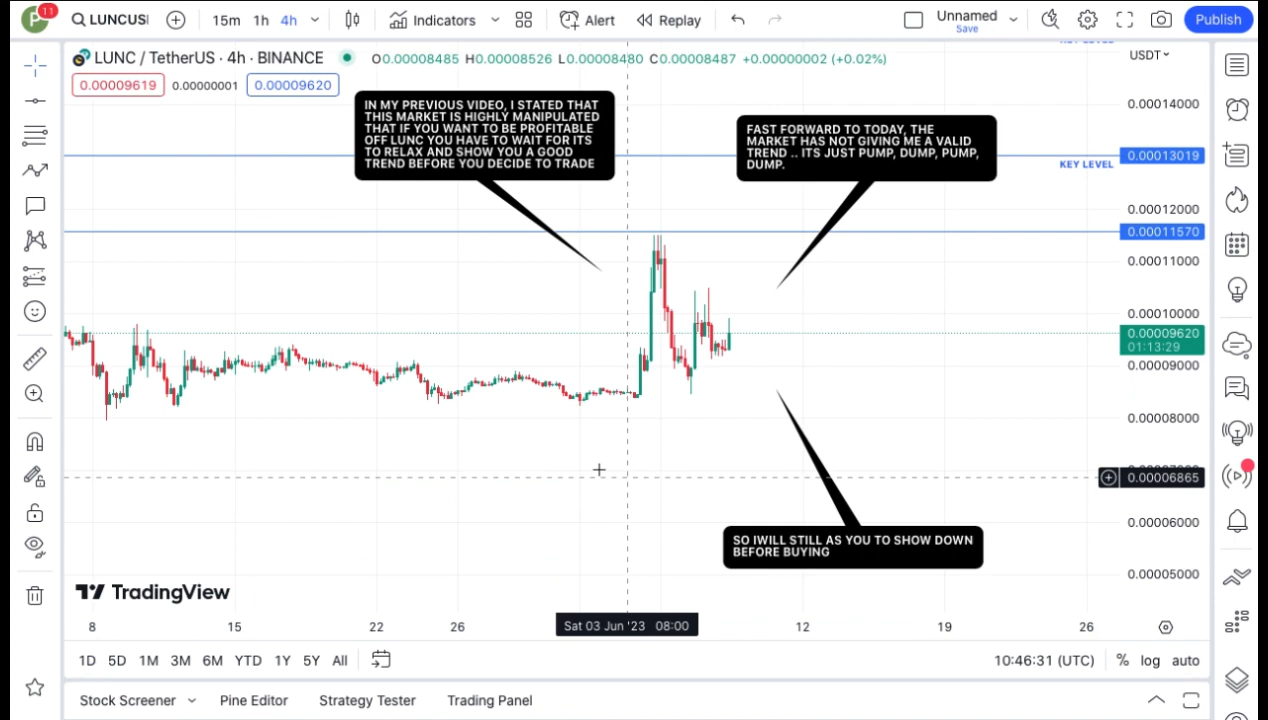 11
LUNCUS
15m 1h 4h
Indicators
Alert
Replay
Unnamed
Save
Publish
LUNC / TetherUS · 4h · BINANCE
O0.00008485 H0.00008526 L0.00008480 C0.00008487 +0.00000002 (+0.02%)
USDT
0.00009619 0.00000001 0.00009620
IN MY PREVIOUS VIDEO, I STATED THAT
THIS MARKET IS HIGHLY MANIPULATED
THAT IF YOU WANT TO BE PROFITABLE
OFF LUNC YOU HAVE TO WAIT FOR ITS
TO RELAX AND SHOW YOU A GOOD
TREND BEFORE YOU DECIDE TO TRADE
FAST FORWARD TO TODAY, THE
MARKET HAS NOT GIVING ME A VALID
TREND .. ITS JUST PUMP, DUMP, PUMP,
DUMP.
KEY LEVEL
0.00014000
0.00013019
KEY LEVEL
0.00012000
0.00011570
0.00011000
0.00010000
0.00009620
01:13:29
0.00009000
0.00008000
0.00006865
0.00006000
0.00005000
SO IWILL STILL AS YOU TO SHOW DOWN
BEFORE BUYING
TradingView
8 15 22 26 Sat 03 Jun '23 08:00 12 19 26
1D 5D 1M 3M 6M YTD 1Y 5Y All
10:46:31 (UTC) % log auto
Stock Screener Pine Editor Strategy Tester Trading Panel